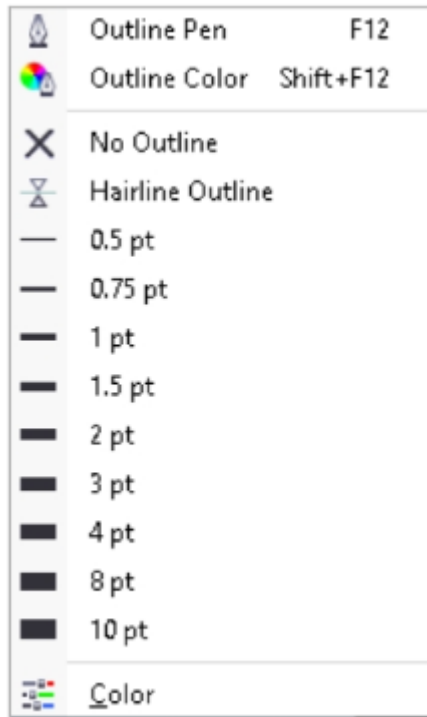 Outline Pen F12
Outline Color Shift+F12
No Outline
Hairline Outline
0.5 pt
0.75 pt
1 pt
1.5 pt
2 pt
3 pt
4 pt
8 pt
10 pt
Color